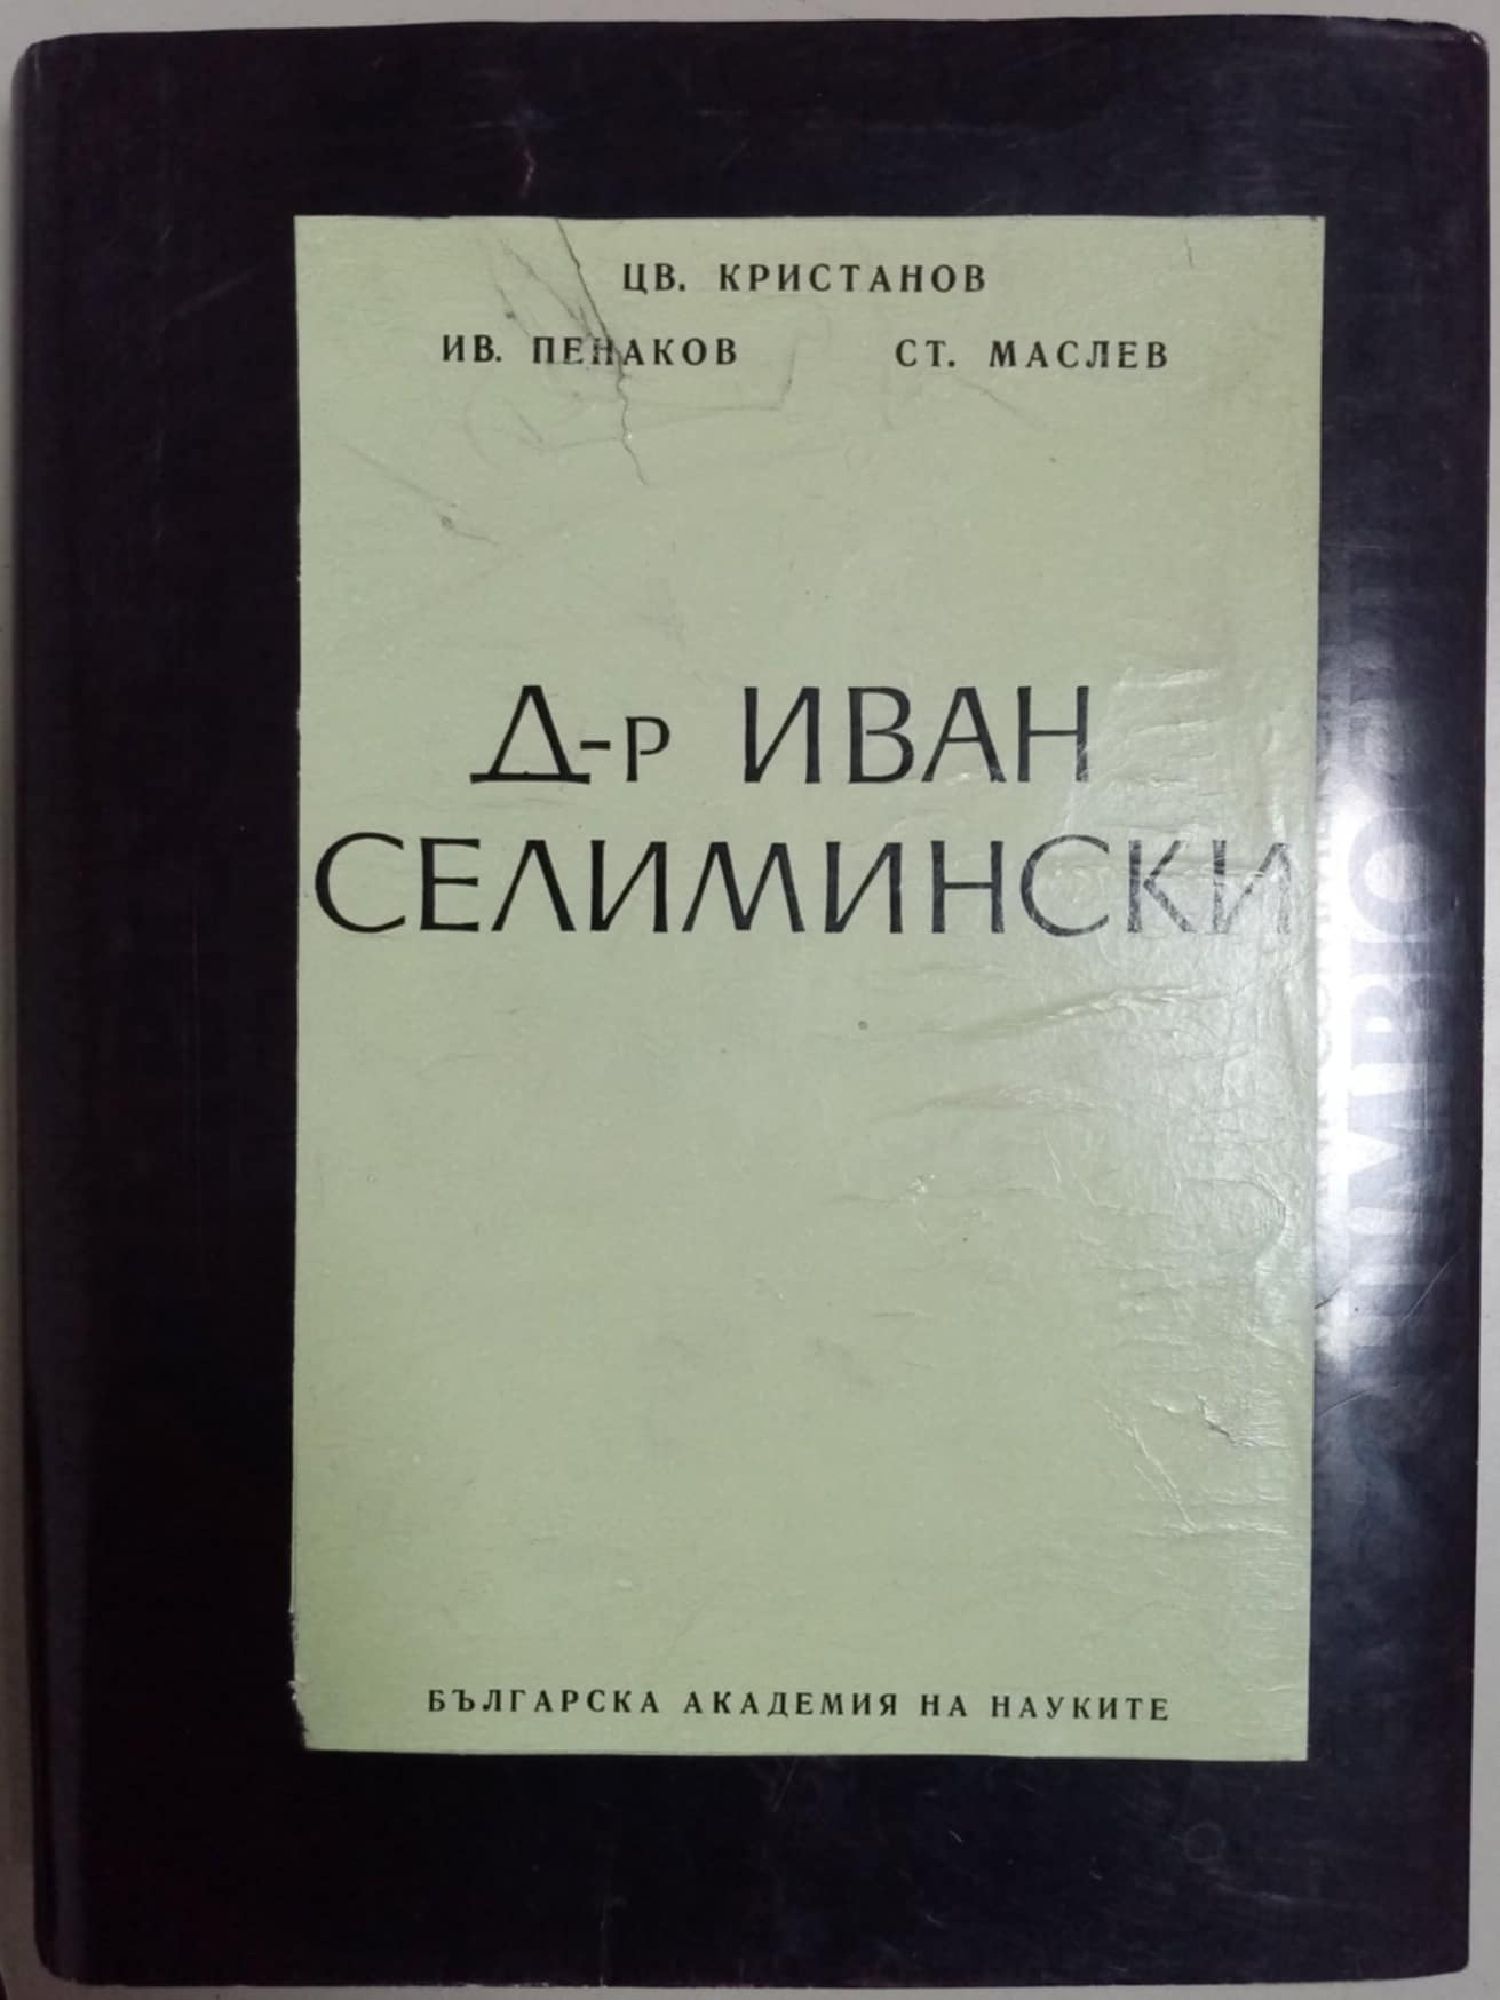 ЦВ. КРИСТАНОВ
ИВ. ПЕНАКОВ СТ. МАСЛЕВ
Д-р ИВАН
СЕЛИМИНСКИ
БЪЛГАРСКА АКАДЕМИЯ НА НАУКИТЕ